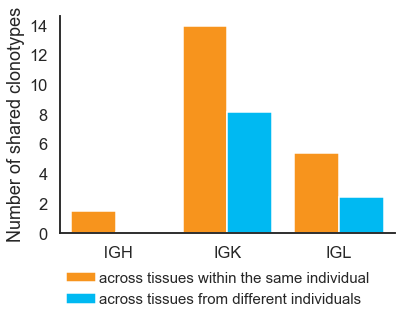 Number of shared clonotypes
14
12
10
8
6
4
2
0
IGH IGK IGL
across tissues within the same individual
across tissues from different individuals